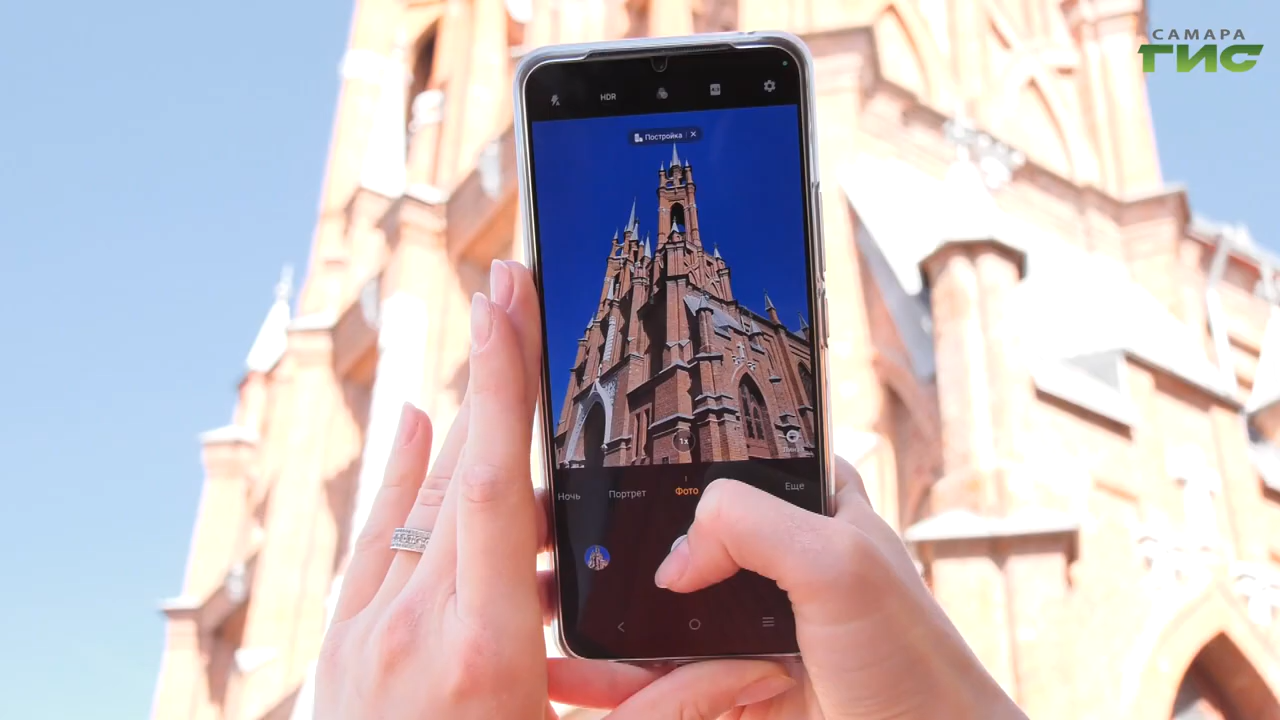 САМАРА
ГИС
HDR
Постройка
1x
Ночь
Портрет
Фото
Еще